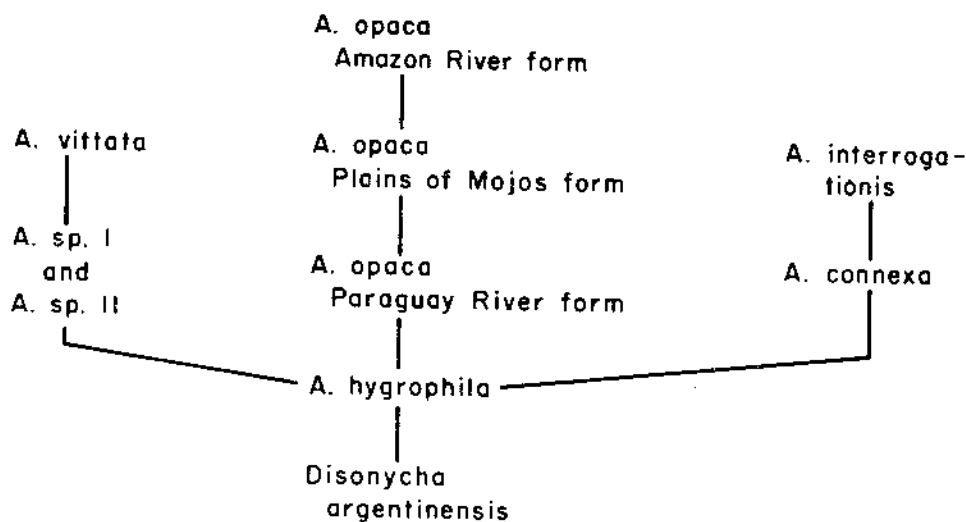 A. opaca
Amazon River form
A. vittata
A. opaca
Plains of Mojos form
A. interroga-
tionis
A. sp. I
and
A. sp. II
A. opaca
Paraguay River form
A. connexa
A. hygrophila
Disonycha
argentinensis